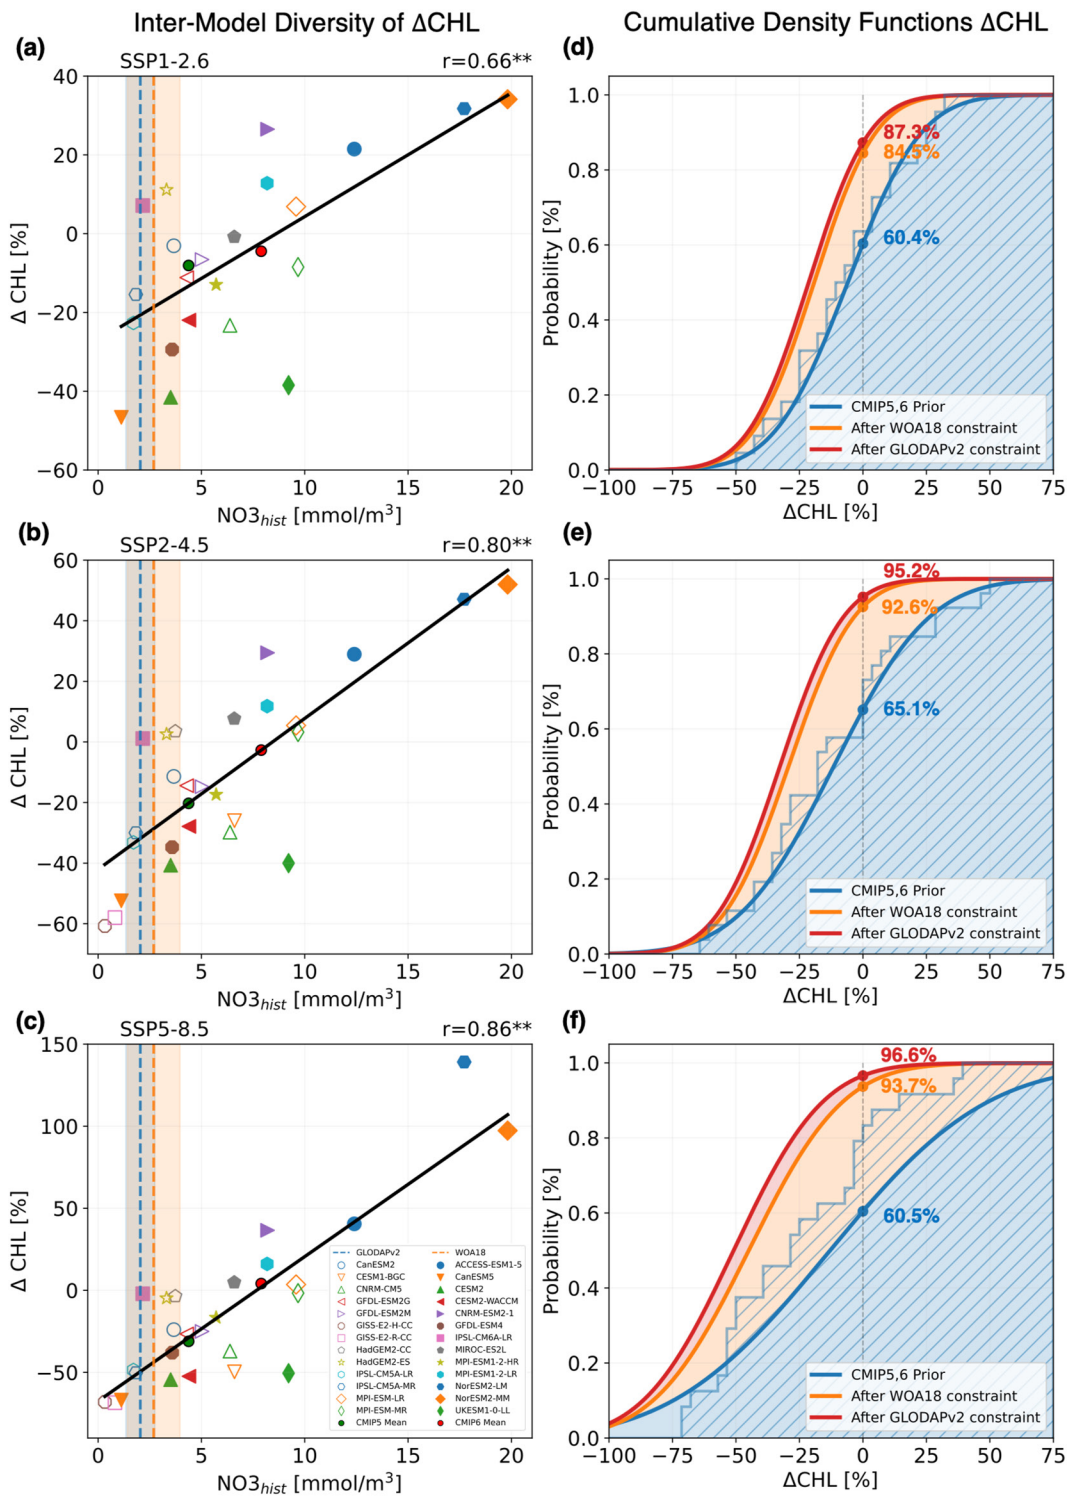 Inter-Model Diversity of ΔCHL
Cumulative Density Functions ΔCHL
(a)
SSP1-2.6
r=0.66**
40
20
0
−20
−40
−60
Δ CHL [%]
0
5
10
15
20
NO3hist [mmol/m³]
(d)
1.0
0.8
0.6
0.4
0.2
0.0
Probability [%]
87.3%
84.5%
60.4%
CMIP5,6 Prior
After WOA18 constraint
After GLODAPv2 constraint
−100
−75
−50
−25
0
25
50
75
ΔCHL [%]
(b)
SSP2-4.5
r=0.80**
60
40
20
0
−20
−40
−60
Δ CHL [%]
0
5
10
15
20
NO3hist [mmol/m³]
(e)
1.0
0.8
0.6
0.4
0.2
0.0
Probability [%]
95.2%
92.6%
65.1%
CMIP5,6 Prior
After WOA18 constraint
After GLODAPv2 constraint
−100
−75
−50
−25
0
25
50
75
ΔCHL [%]
(c)
SSP5-8.5
r=0.86**
150
100
50
0
−50
Δ CHL [%]
GLODAPv2
WOA18
CanESM2
ACCESS-ESM1-5
CESM1-BGC
CanESM5
CNRM-CM5
CESM2
GFDL-ESM2G
CESM2-WACCM
GFDL-ESM2M
CNRM-ESM2-1
GISS-E2-H-CC
GFDL-ESM4
GISS-E2-R-CC
IPSL-CM6A-LR
HadGEM2-CC
MIROC-ES2L
HadGEM2-ES
MPI-ESM1-2-HR
IPSL-CM5A-LR
MPI-ESM1-2-LR
IPSL-CM5A-MR
NorESM2-LM
MPI-ESM-LR
NorESM2-MM
MPI-ESM-MR
UKESM1-0-LL
CMIP5 Mean
CMIP6 Mean
0
5
10
15
20
NO3hist [mmol/m³]
(f)
1.0
0.8
0.6
0.4
0.2
0.0
Probability [%]
96.6%
93.7%
60.5%
CMIP5,6 Prior
After WOA18 constraint
After GLODAPv2 constraint
−100
−75
−50
−25
0
25
50
75
ΔCHL [%]